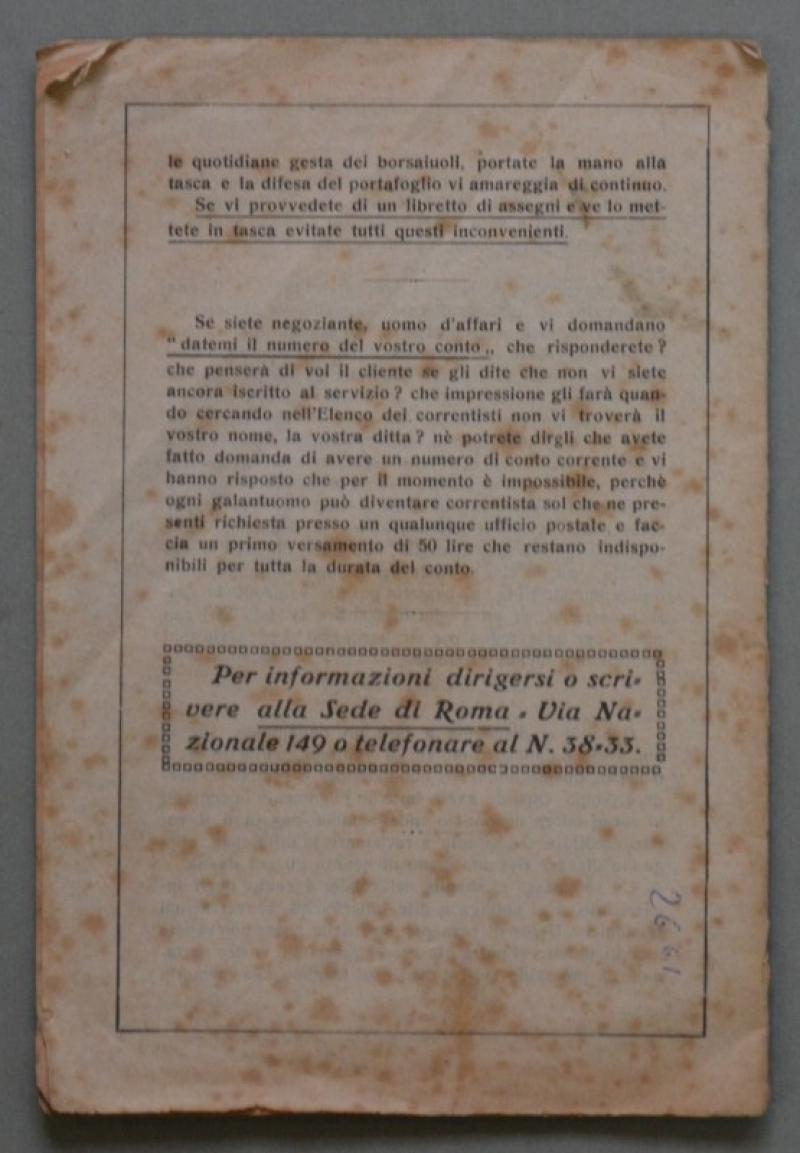 le quotidiane gesta dei borsaiuoli, portate la mano alla
tasca e la difesa del portafoglio vi amareggia di continuo.
Se vi provvedete di un libretto di assegni e ve lo met-
tete in tasca evitate tutti questi inconvenienti.
Se siete negoziante, uomo d'affari e vi domandano
"datemi il numero del vostro conto„ che risponderete?
che penserà di voi il cliente se gli dite che non vi siete
ancora iscritto al servizio? che impressione gli farà quan-
do cercando nell'Elenco dei correntisti non vi troverà il
vostro nome, la vostra ditta? nè potrete dirgli che avete
fatto domanda di avere un numero di conto corrente e vi
hanno risposto che per il momento è impossibile, perchè
ogni galantuomo può diventare correntista sol che ne pre-
senti richiesta presso un qualunque ufficio postale e fac-
cia un primo versamento di 50 lire che restano indispo-
nibili per tutta la durata del conto.
Per informazioni dirigersi o scri-
vere alla Sede di Roma - Via Na-
zionale 149 o telefonare al N. 38-33.